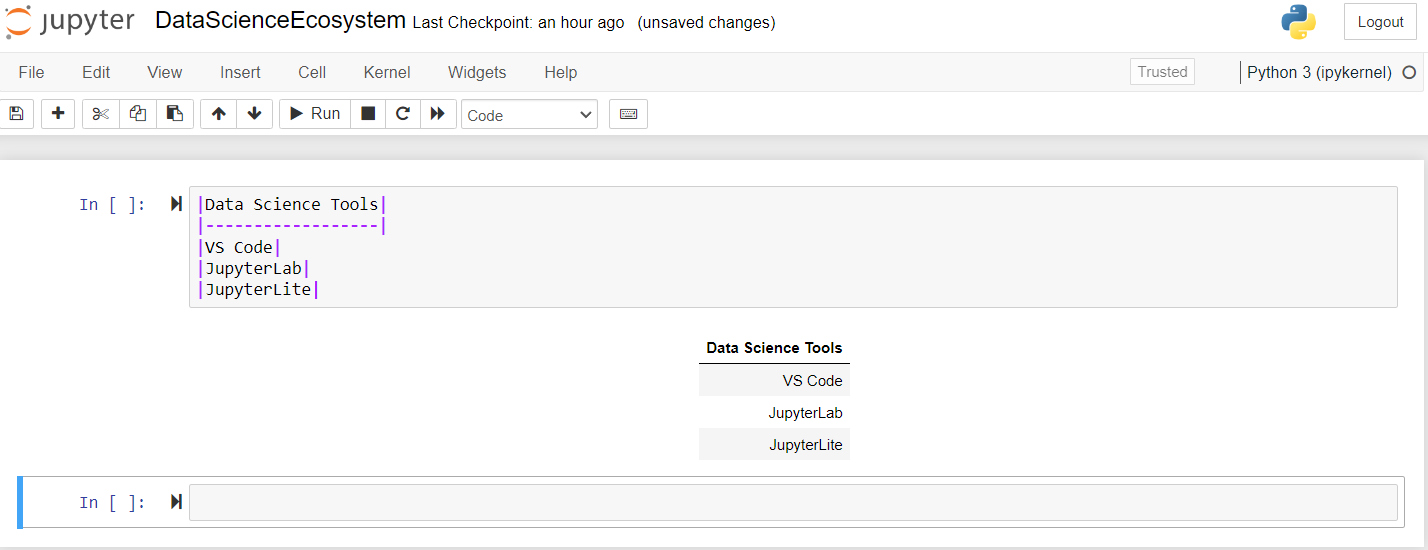 jupyter DataScienceEcosystem Last Checkpoint: an hour ago (unsaved changes) Logout
File Edit View Insert Cell Kernel Widgets Help Trusted Python 3 (ipykernel)
Run Code
In [ ]: |Data Science Tools|
|------------------|
|VS Code|
|JupyterLab|
|JupyterLite|
Data Science Tools
VS Code
JupyterLab
JupyterLite
In [ ]: